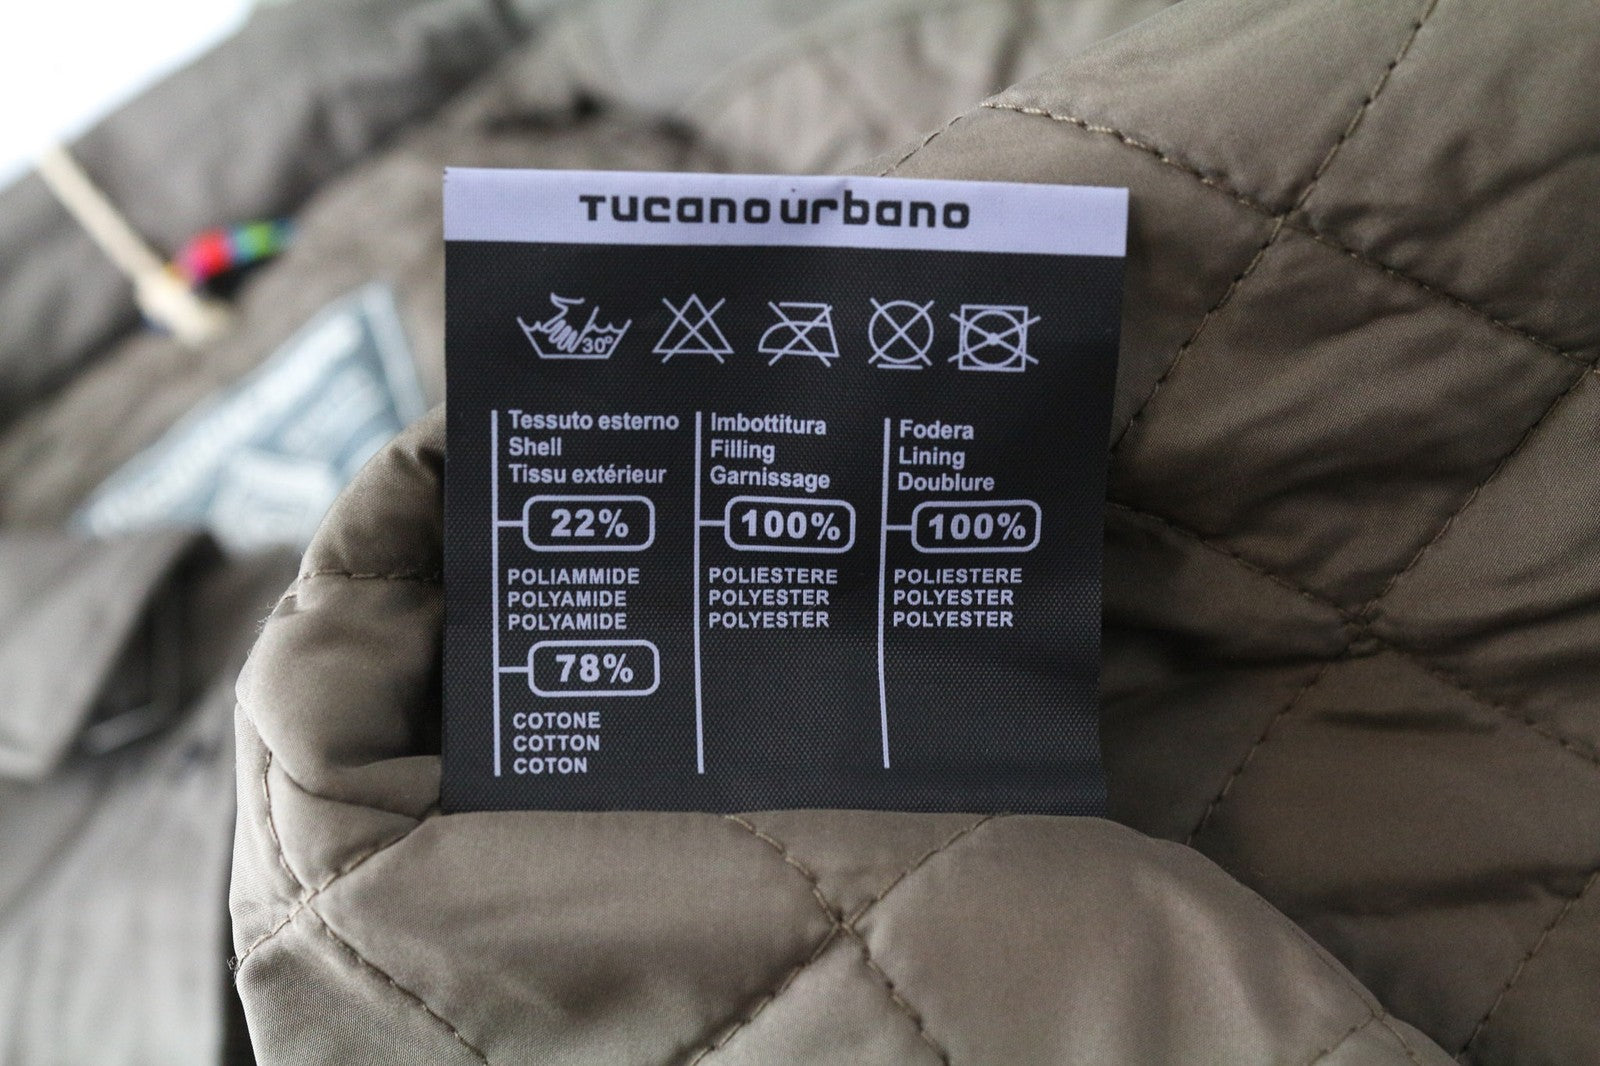 Tucanourbano
30°
Tessuto esterno
Shell
Tissu extérieur
22%
POLIAMMIDE
POLYAMIDE
POLYAMIDE
78%
COTONE
COTTON
COTON
Imbottitura
Filling
Garnissage
100%
POLIESTERE
POLYESTER
POLYESTER
Fodera
Lining
Doublure
100%
POLIESTERE
POLYESTER
POLYESTER